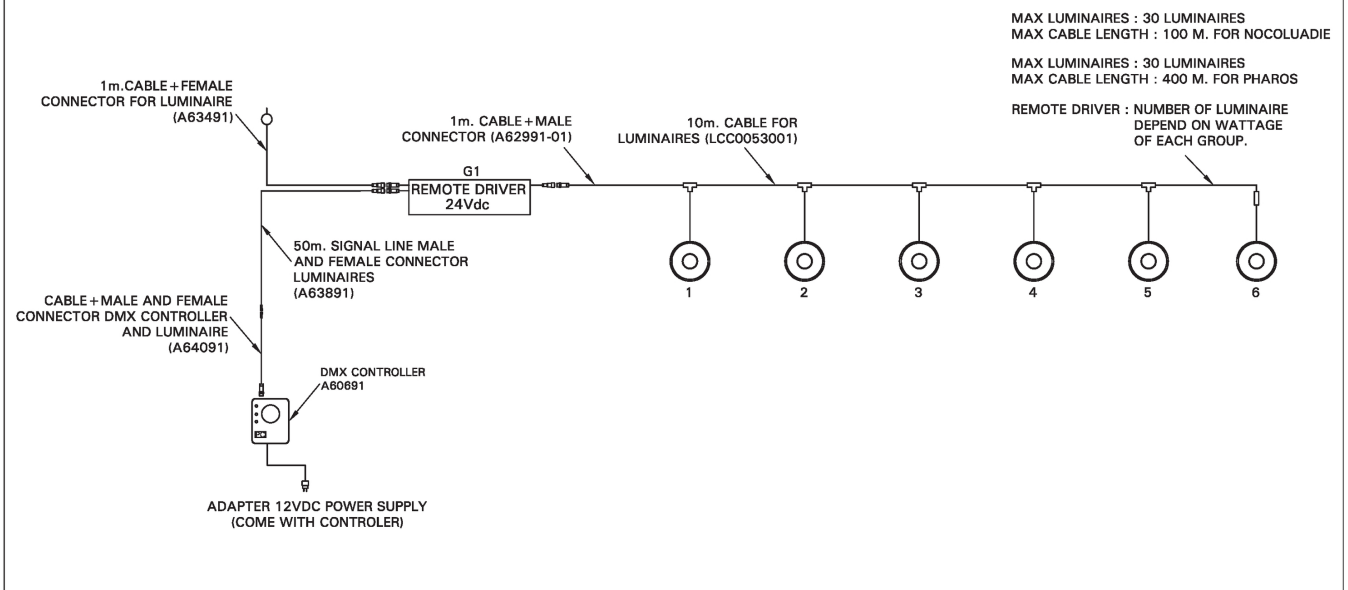 MAX LUMINAIRES : 30 LUMINAIRES
MAX CABLE LENGTH : 100 M. FOR NOCOLUADIE
MAX LUMINAIRES : 30 LUMINAIRES
MAX CABLE LENGTH : 400 M. FOR PHAROS
REMOTE DRIVER : NUMBER OF LUMINAIRE
DEPEND ON WATTAGE
OF EACH GROUP.
1m.CABLE+FEMALE
CONNECTOR FOR LUMINAIRE
(A63491)
1m. CABLE+MALE
CONNECTOR (A62991-01)
10m. CABLE FOR
LUMINAIRES (LCC0053001)
G1
REMOTE DRIVER
24Vdc
50m. SIGNAL LINE MALE
AND FEMALE CONNECTOR
LUMINAIRES
(A63891)
1
2
3
4
5
6
CABLE+MALE AND FEMALE
CONNECTOR DMX CONTROLLER
AND LUMINAIRE
(A64091)
DMX CONTROLLER
A60691
ADAPTER 12VDC POWER SUPPLY
(COME WITH CONTROLER)